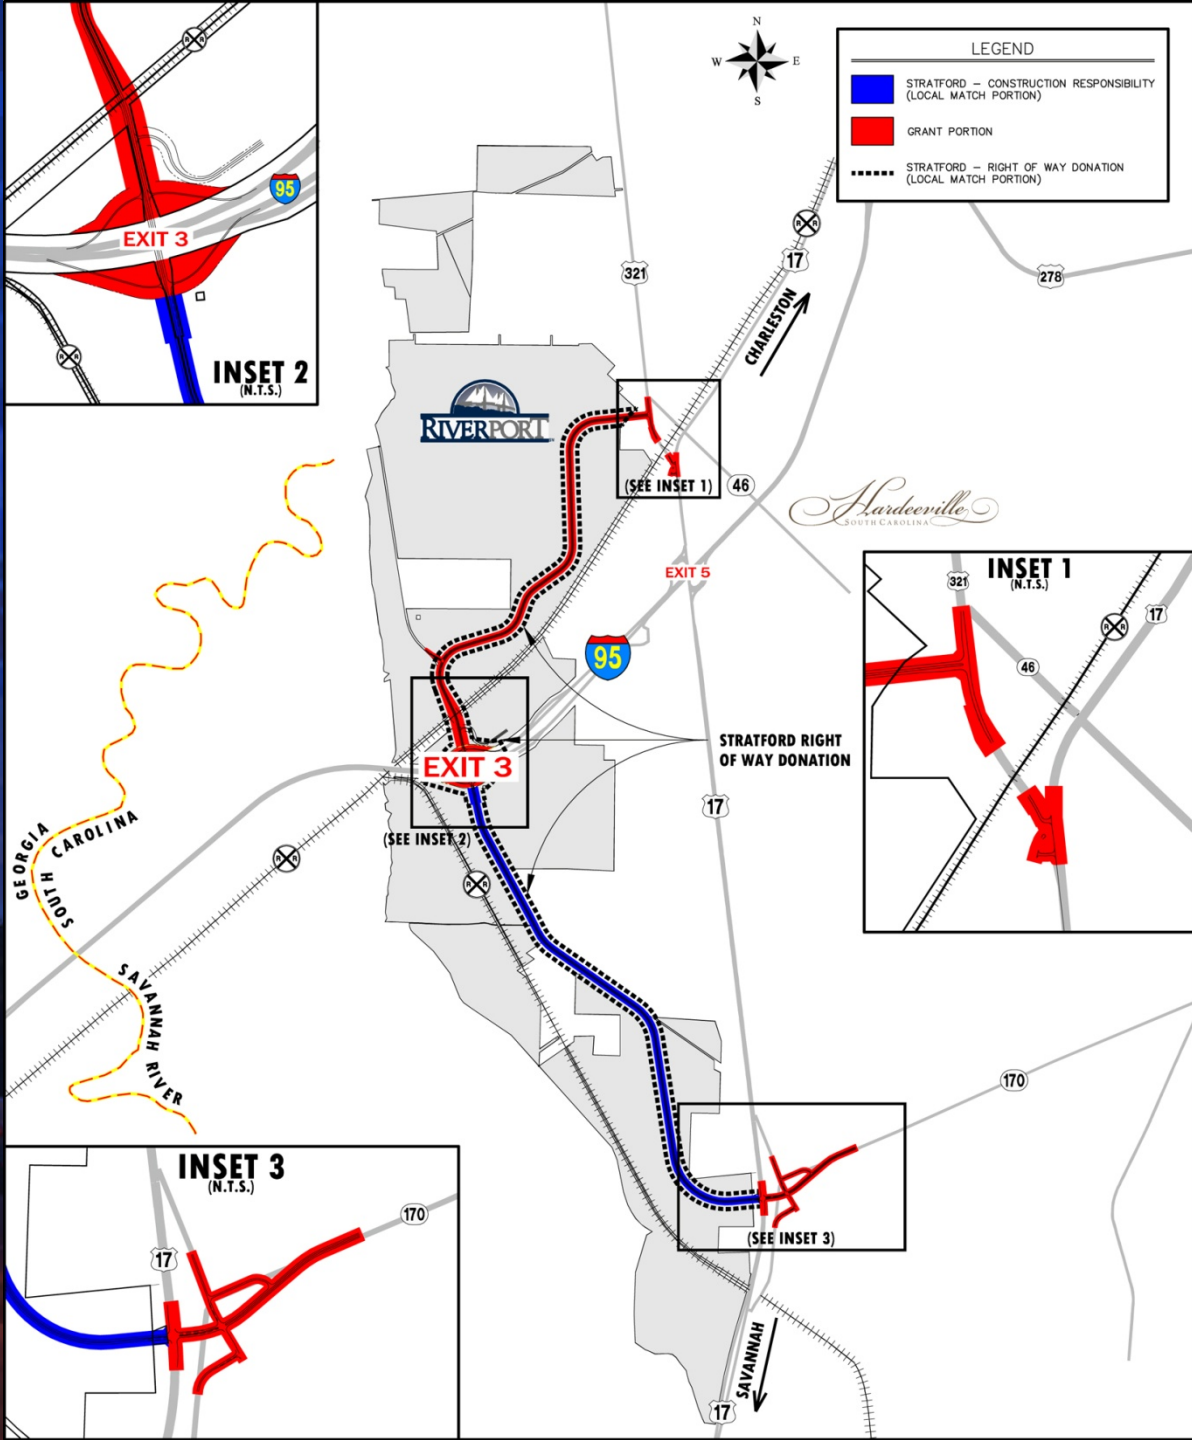 N
W
E
S
LEGEND
STRATFORD - CONSTRUCTION RESPONSIBILITY
(LOCAL MATCH PORTION)
GRANT PORTION
STRATFORD - RIGHT OF WAY DONATION
(LOCAL MATCH PORTION)
R R
95
EXIT 3
R R
INSET 2
(N.T.S.)
R R
17
321
278
CHARLESTON
RIVERPORT
(SEE INSET 1)
46
Hardeeville
SOUTH CAROLINA
EXIT 5
95
INSET 1
(N.T.S.)
321
R R
17
46
STRATFORD RIGHT
OF WAY DONATION
EXIT 3
17
(SEE INSET 2)
GEORGIA
SOUTH CAROLINA
R R
R R
SAVANNAH RIVER
170
(SEE INSET 3)
INSET 3
(N.T.S.)
170
17
SAVANNAH
17